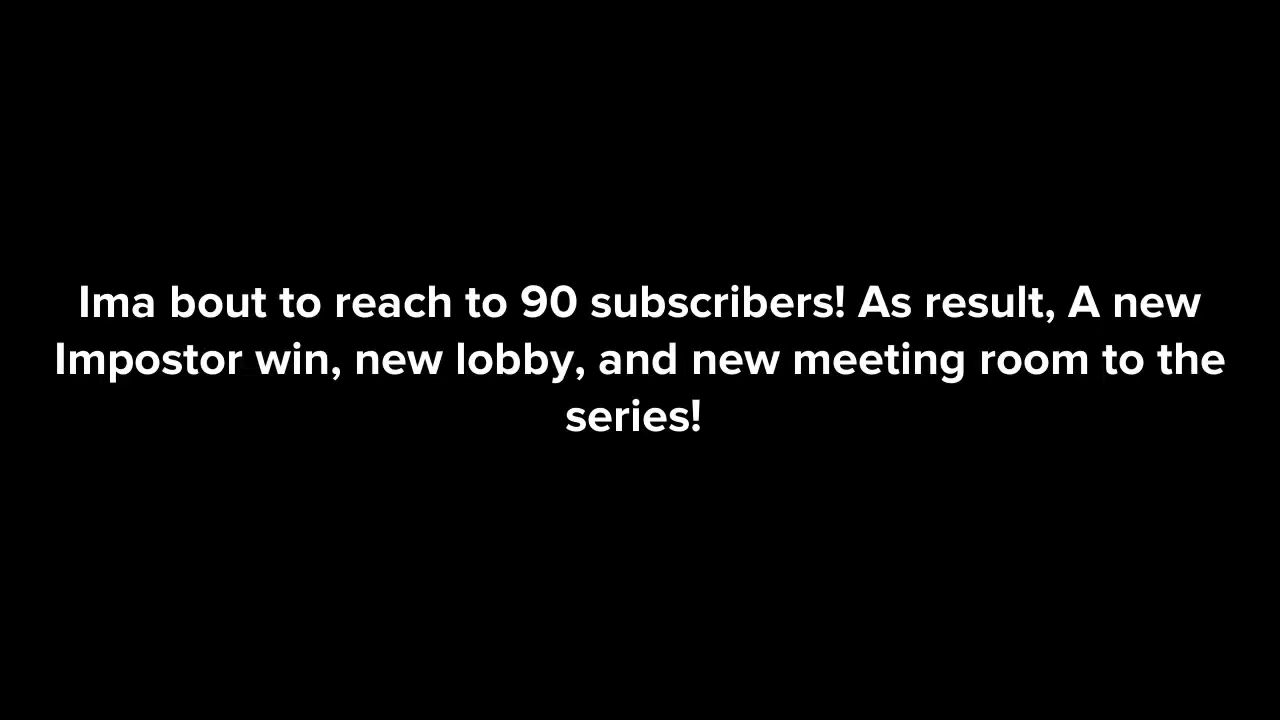 Ima bout to reach to 90 subscribers! As result, A new
Impostor win, new lobby, and new meeting room to the
series!